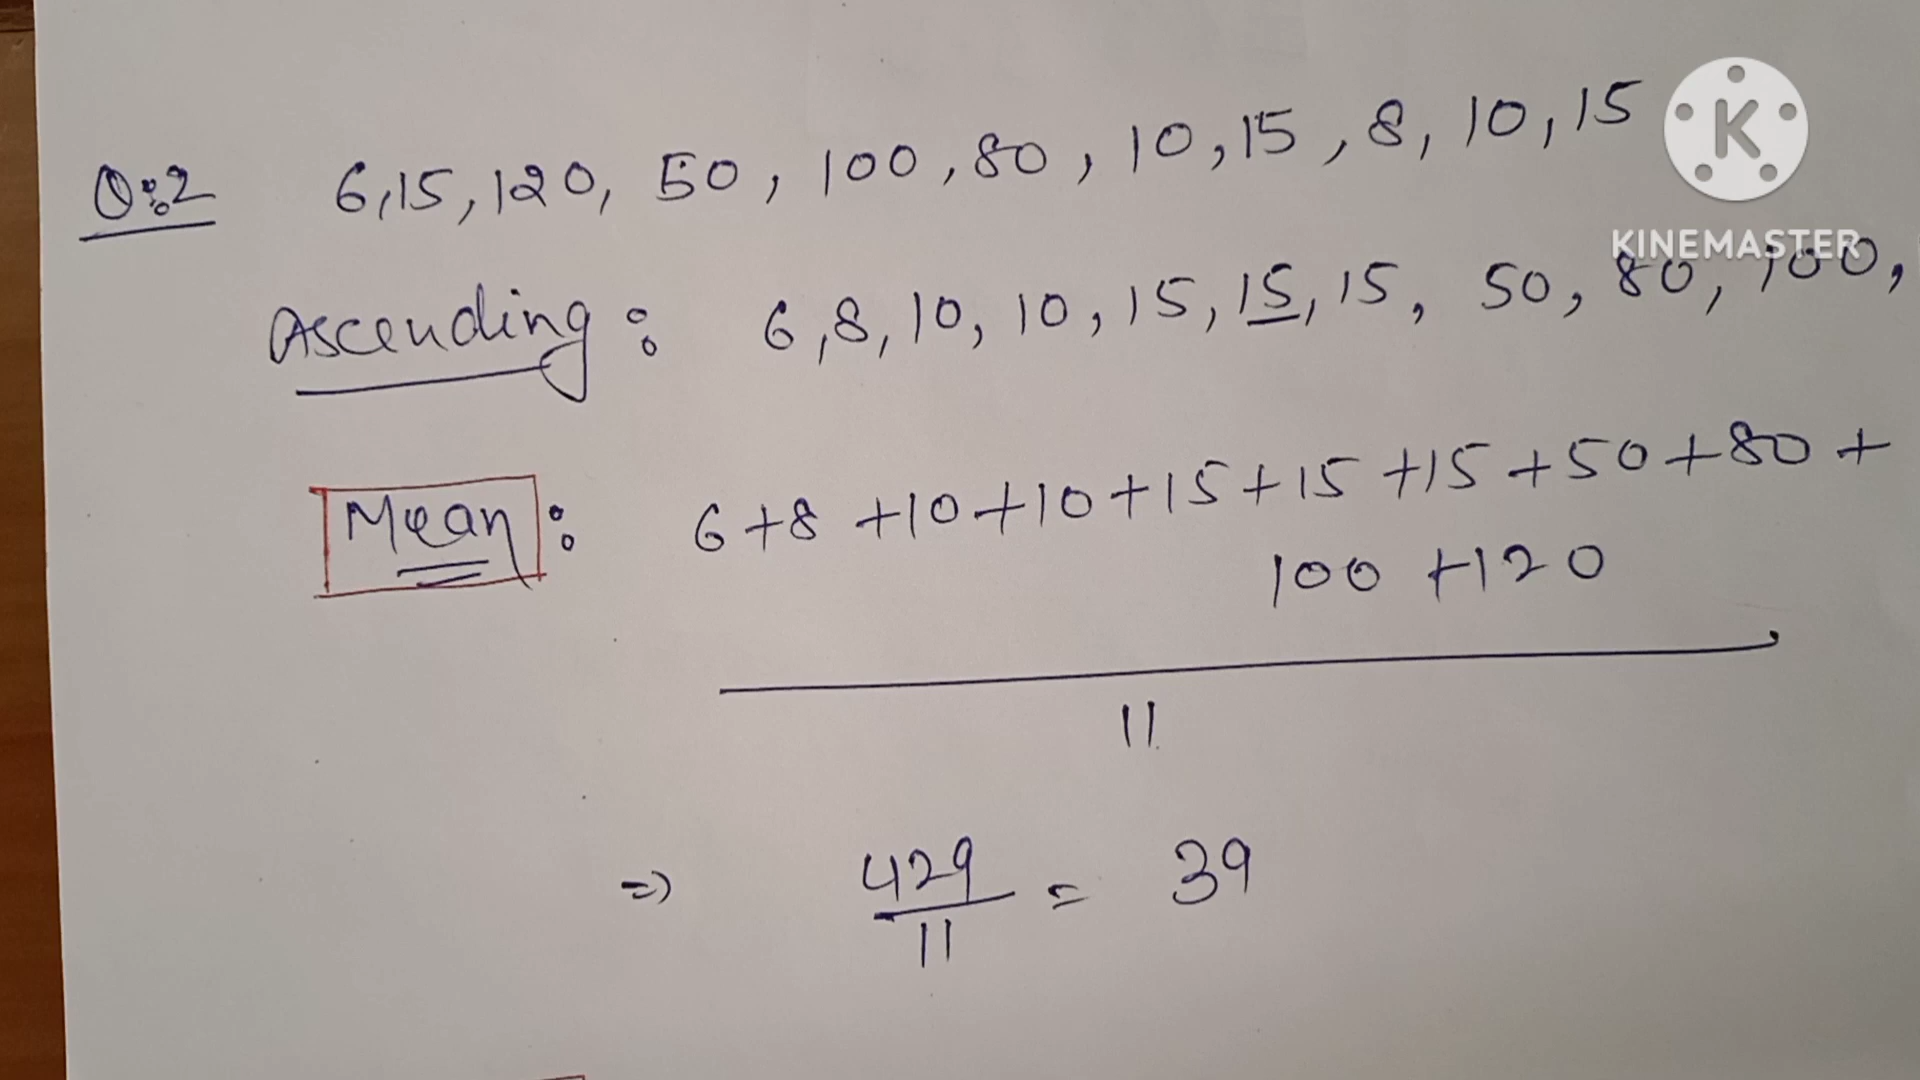 Q:2 6,15,120, 50, 100,80, 10,15,8, 10,15
K
KINEMASTER
Ascending: 6,8,10, 10,15,15,15, 50, 80, 100,
Mean: 6+8+10+10+15+15+15+50+80+
100+120
11
=> 429 = 39
11